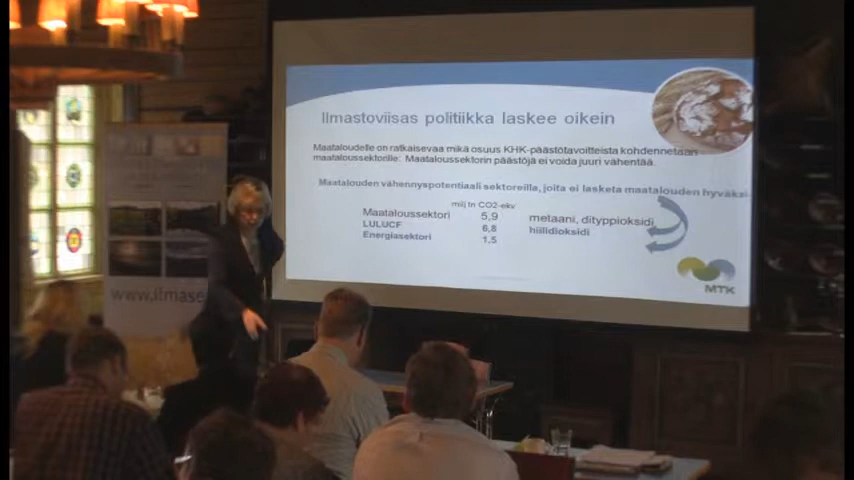 Ilmastoviisas politiikka laskee oikein
Maataloudelle on ratkaisevaa mikä osuus KHK-päästötavoitteista kohdennetaan
maataloussektorille: Maataloussektorin päästöjä ei voida juuri vähentää.
Maatalouden vähennyspotentiaali sektoreilla, joita ei lasketa maatalouden hyväksi
milj tn CO2-ekv
Maataloussektori 5,9 metaani, dityppioksidi
LULUCF 6,8 hiilidioksidi
Energiasektori 1,5
MTK
www.ilmase